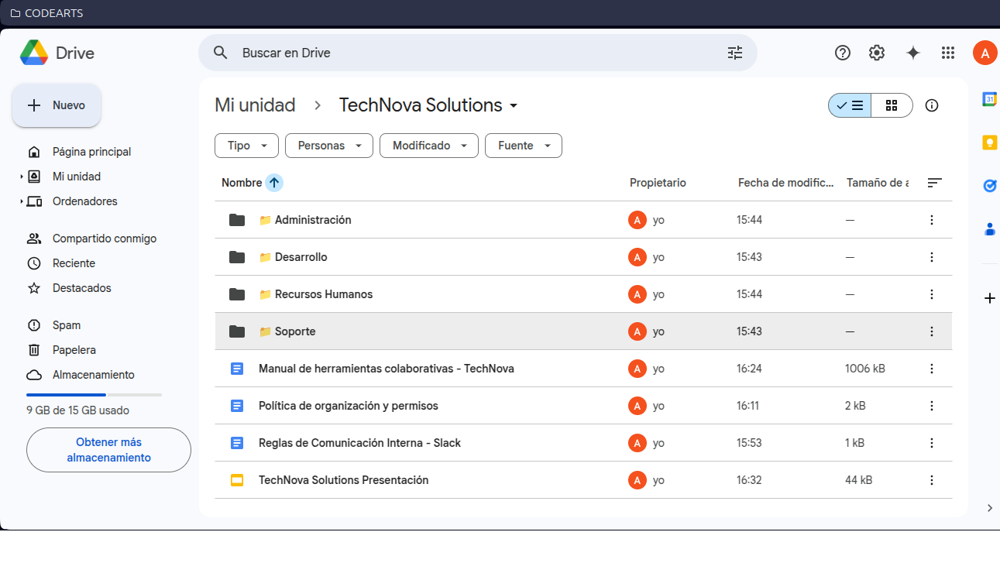 CODEARTS
Drive
Buscar en Drive
A
Nuevo
Mi unidad > TechNova Solutions
31
Tipo Personas Modificado Fuente
Página principal
Mi unidad
Ordenadores
Compartido conmigo
Reciente
Destacados
Spam
Papelera
Almacenamiento
9 GB de 15 GB usado
Obtener más
almacenamiento
Nombre Propietario Fecha de modific... Tamaño de a
Administración A yo 15:44 —
Desarrollo A yo 15:43 —
Recursos Humanos A yo 15:44 —
Soporte A yo 15:43 —
Manual de herramientas colaborativas - TechNova A yo 16:24 1006 kB
Política de organización y permisos A yo 16:11 2 kB
Reglas de Comunicación Interna - Slack A yo 15:53 1 kB
TechNova Solutions Presentación A yo 16:32 44 kB